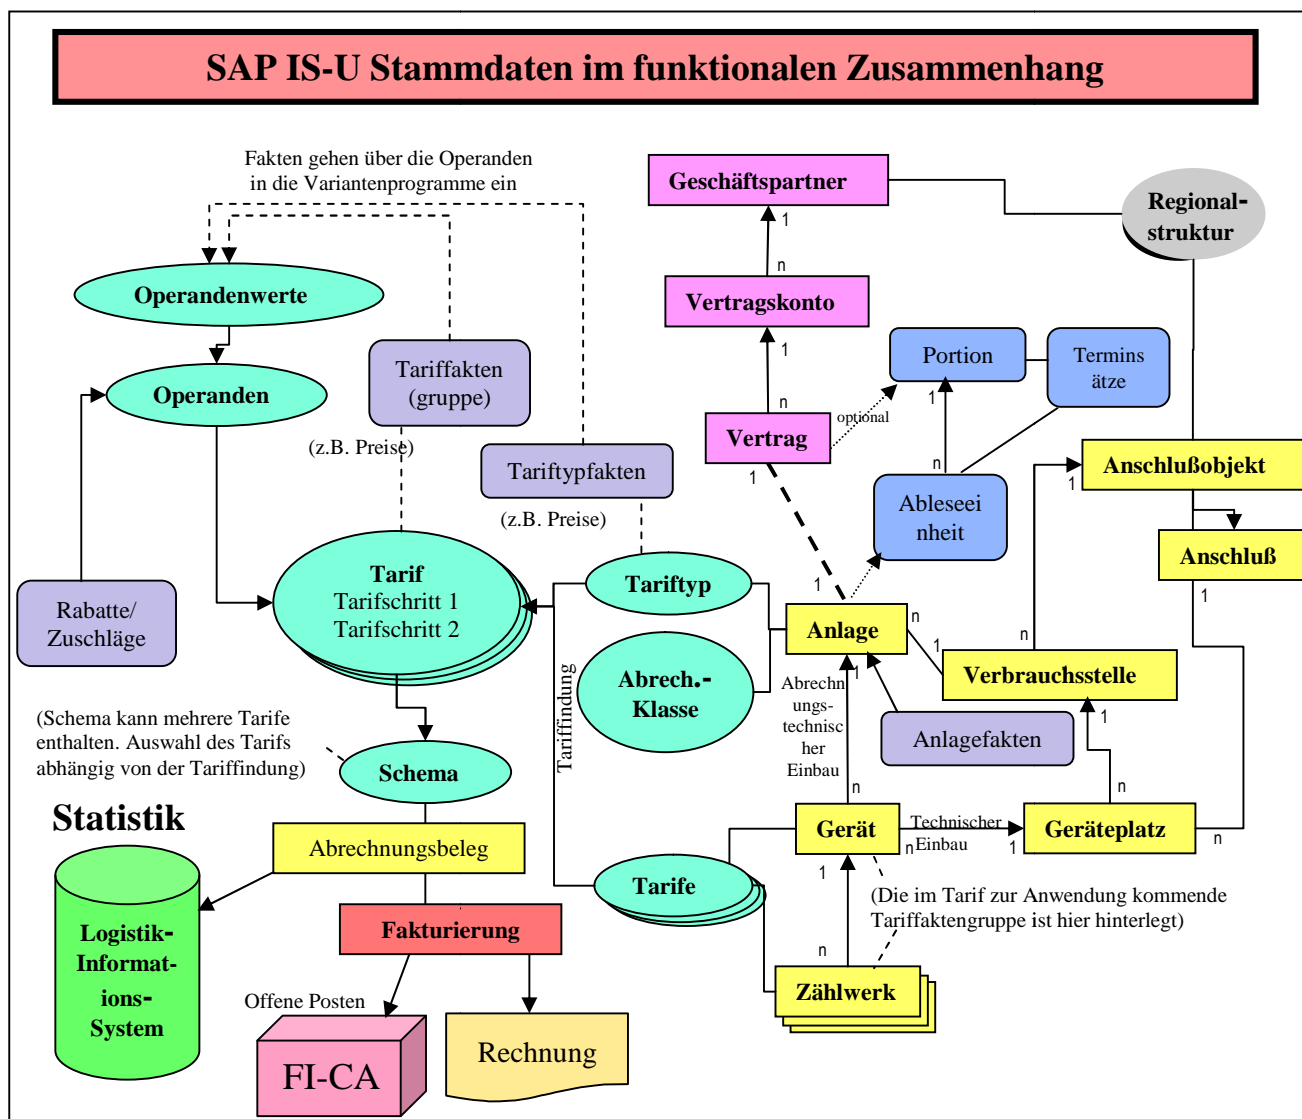 SAP IS-U Stammdaten im funktionalen Zusammenhang
Fakten gehen über die Operanden
in die Variantenprogramme ein
Geschäftspartner
Regional-
struktur
1
n
Operandenwerte
Vertragskonto
1
n
Portion
Termins
ätze
1
Tariffakten
(gruppe)
Operanden
optional
Vertrag
1
(z.B. Preise)
Tariftypfakten
(z.B. Preise)
n
Ableseei
nheit
Anschlußobjekt
1
Anschluß
1
Tarif
Tarifschritt 1
Tarifschritt 2
Tariftyp
1
Anlage
n
1
n
Rabatte/
Zuschläge
Abrech.-
Klasse
Tariffindung
Abrechn
ungs-
technisc
her
Einbau
1
Verbrauchsstelle
1
Anlagefakten
(Schema kann mehrere Tarife
enthalten. Auswahl des Tarifs
abhängig von der Tariffindung)
Schema
n
n
Statistik
Abrechnungsbeleg
Gerät
n
Technischer
Einbau
1
Geräteplatz
n
1
Tarife
(Die im Tarif zur Anwendung kommende
Tariffaktengruppe ist hier hinterlegt)
Fakturierung
n
Logistik-
Informat-
ions-
System
Zählwerk
Offene Posten
FI-CA
Rechnung